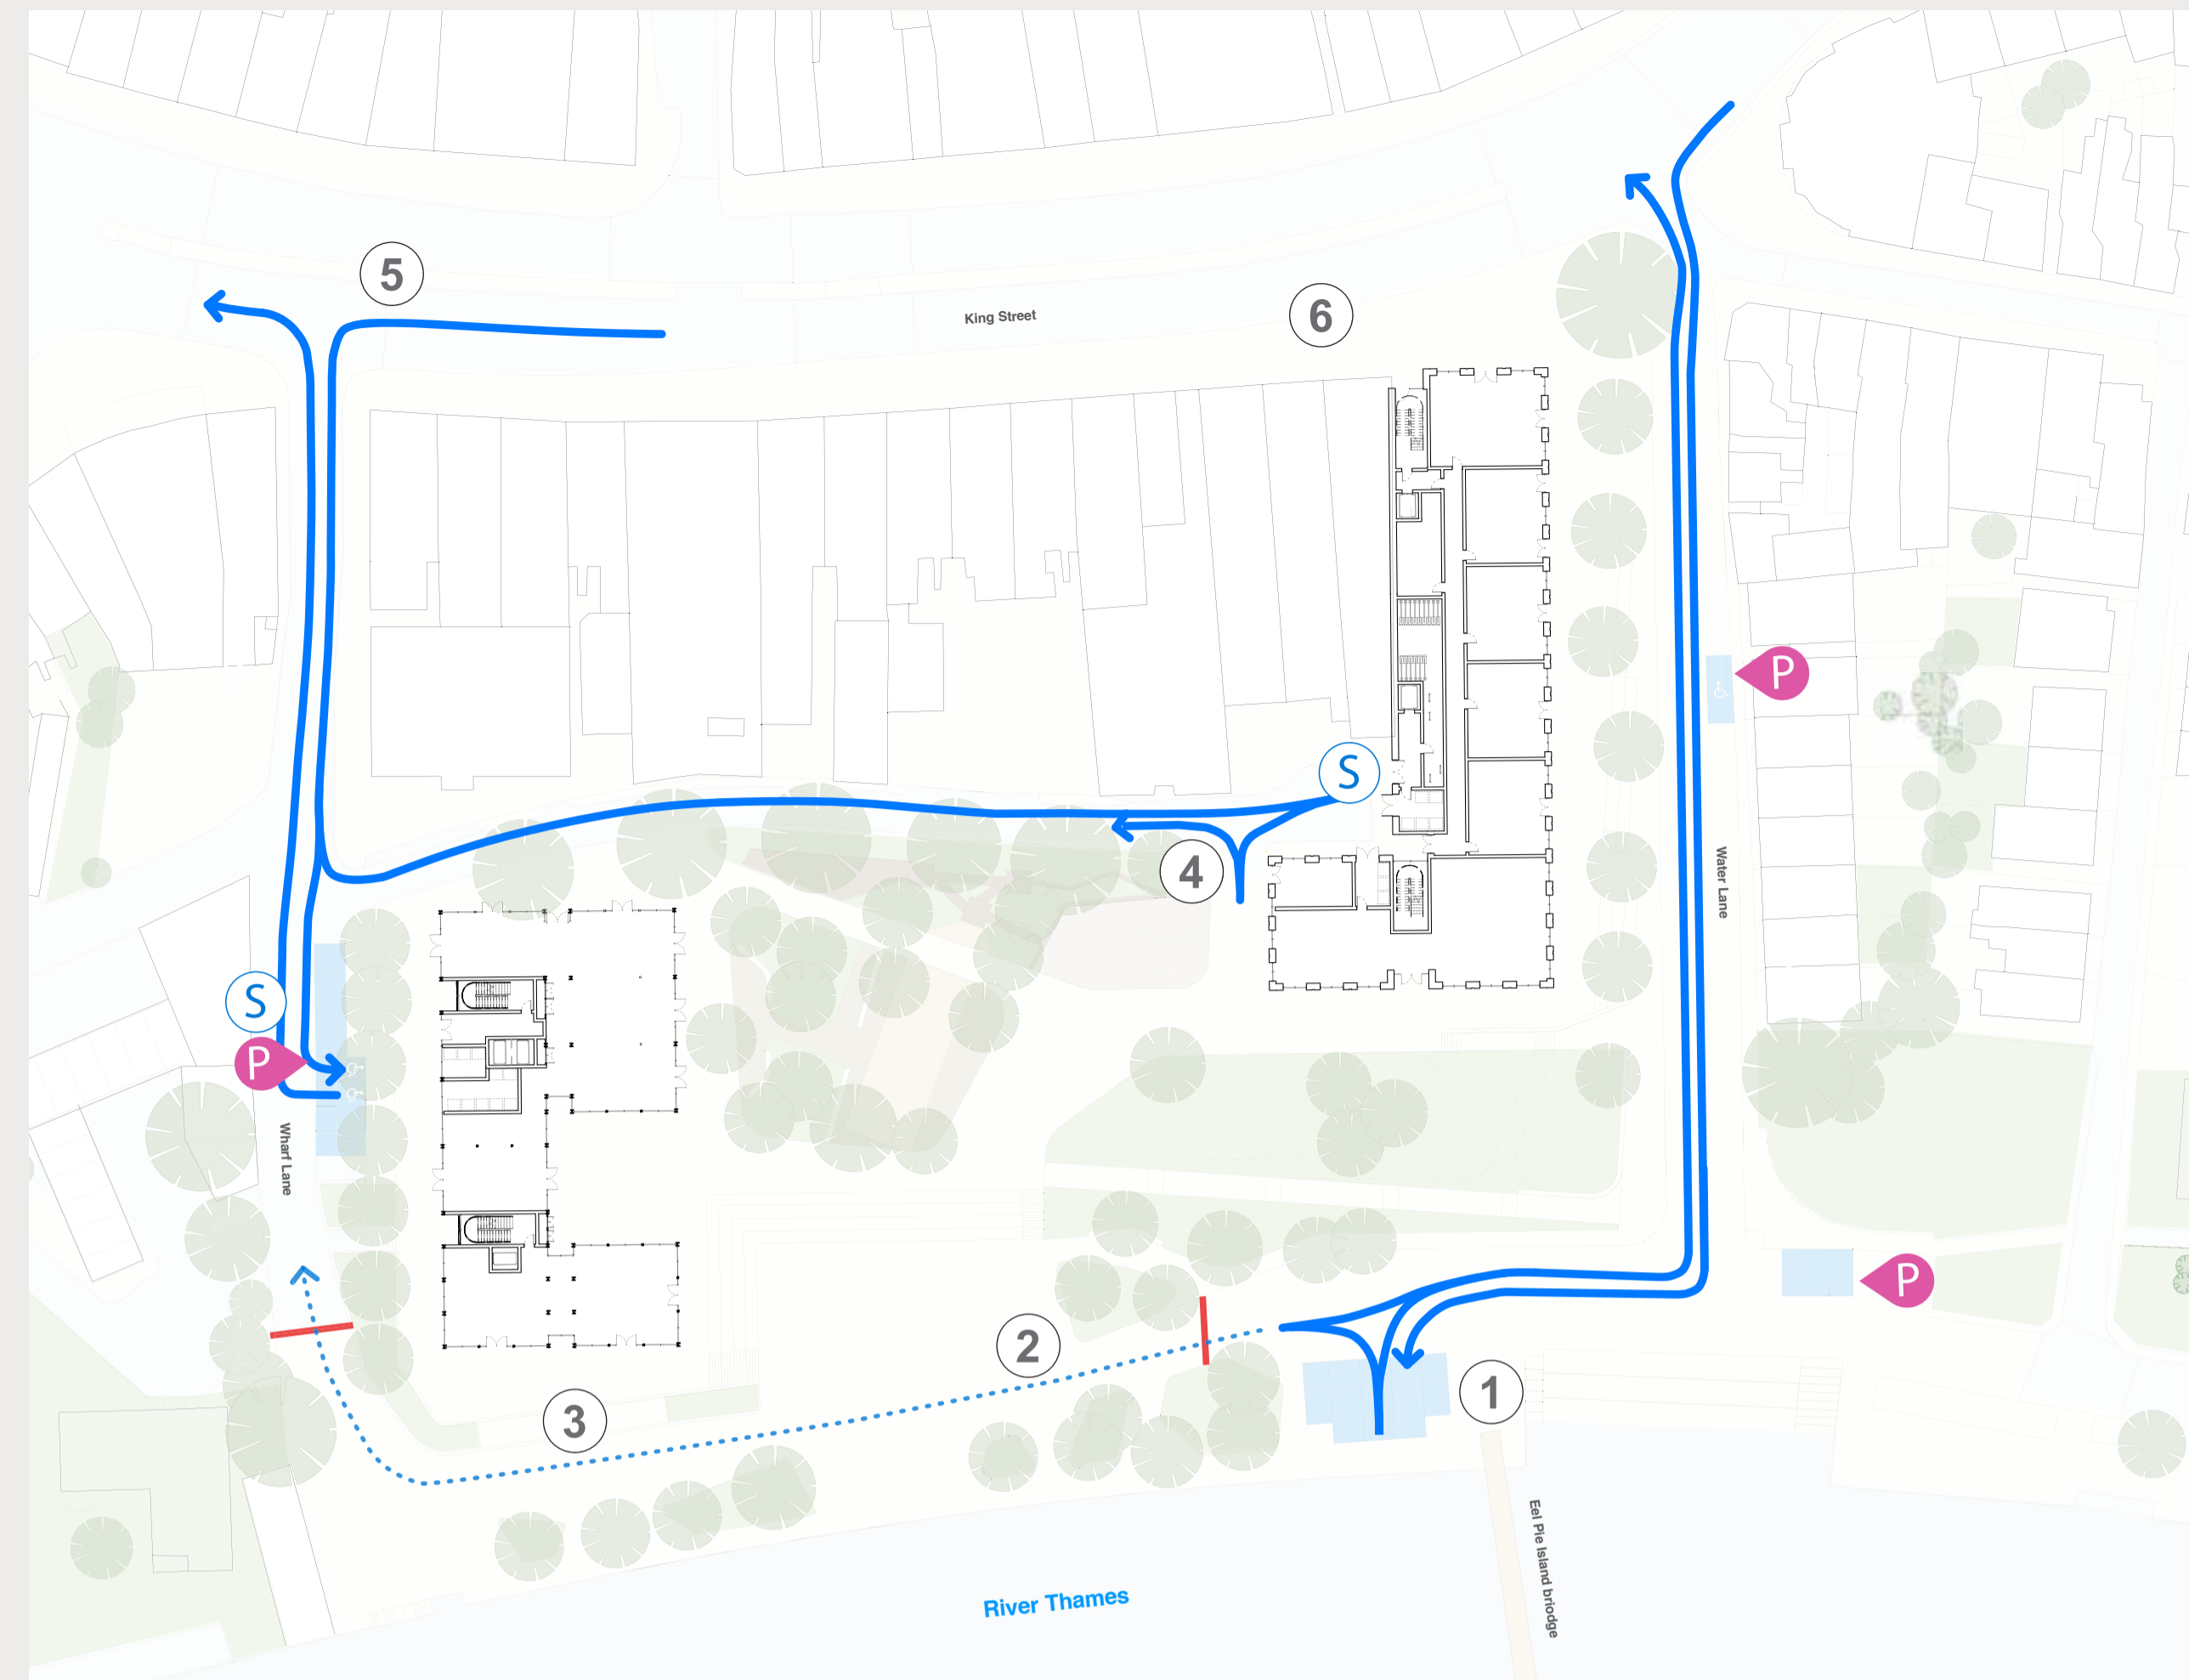 5
6
King Street
P
S
4
Water Lane
S
P
Wharf Lane
P
2
1
3
Eel Pie Island briodge
River Thames